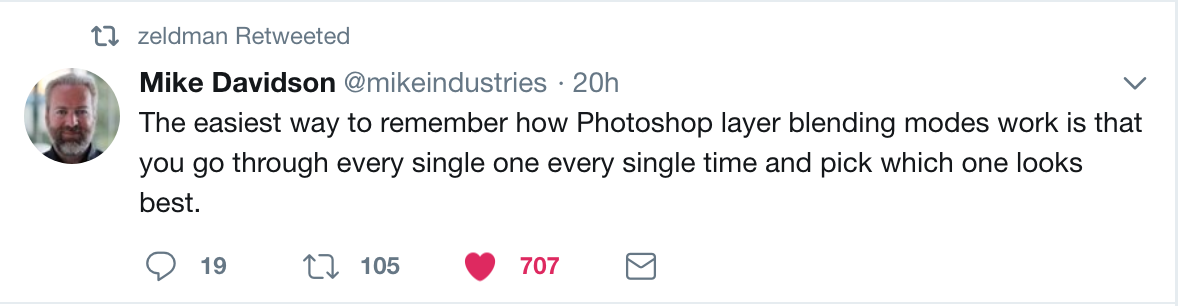 zeldman Retweeted
Mike Davidson @mikeindustries · 20h
The easiest way to remember how Photoshop layer blending modes work is that
you go through every single one every single time and pick which one looks
best.
19 105 707